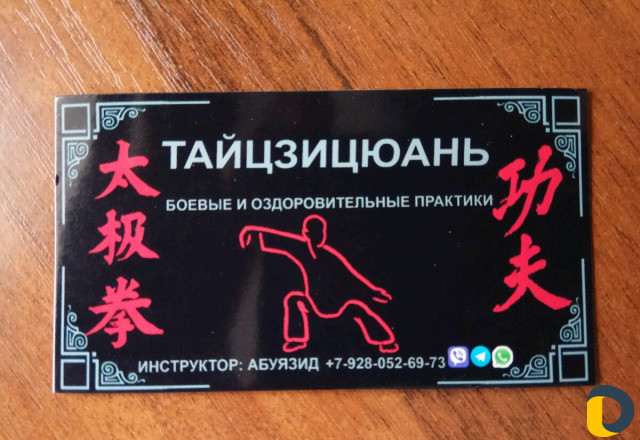 ТАЙЦЗИЦЮАНЬ
БОЕВЫЕ И ОЗДОРОВИТЕЛЬНЫЕ ПРАКТИКИ
太极拳
功夫
ИНСТРУКТОР: АБУЯЗИД +7-928-052-69-73